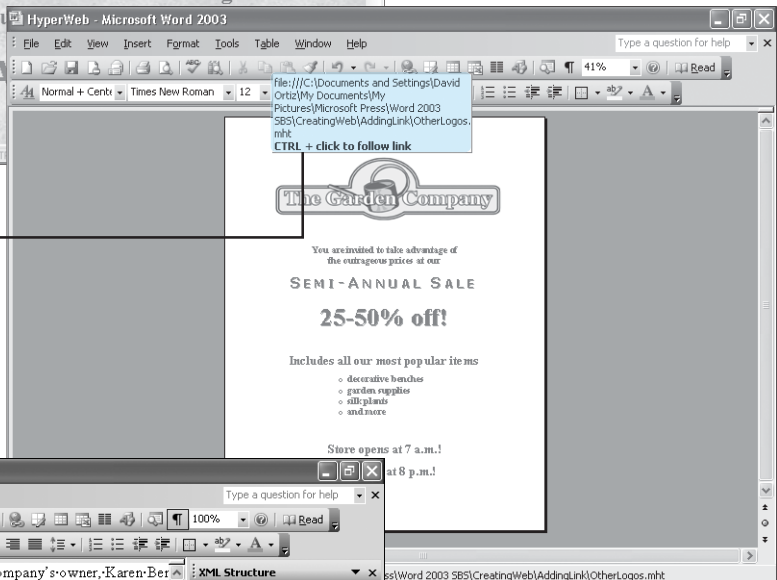 HyperWeb - Microsoft Word 2003
File Edit View Insert Format Tools Table Window Help
Type a question for help
41% Read
Normal + Cente Times New Roman 12
file:///C:\Documents and Settings\David
Ortiz\My Documents\My
Pictures\Microsoft Press\Word 2003
SBS\CreatingWeb\AddingLink\OtherLogos.
mht
CTRL + click to follow link
The Garden Company
You are invited to take advantage of
the outrageous prices at our
SEMI-ANNUAL SALE
25-50% off!
Includes all our most popular items
decorative benches
garden supplies
silk plants
and more
Store opens at 7 a.m.!
at 8 p.m.!
Type a question for help
100% Read
ompany's·owner,·Karen·Ber
XML Structure
ss\Word 2003 SBS\CreatingWeb\AddingLink\OtherLogos.mht